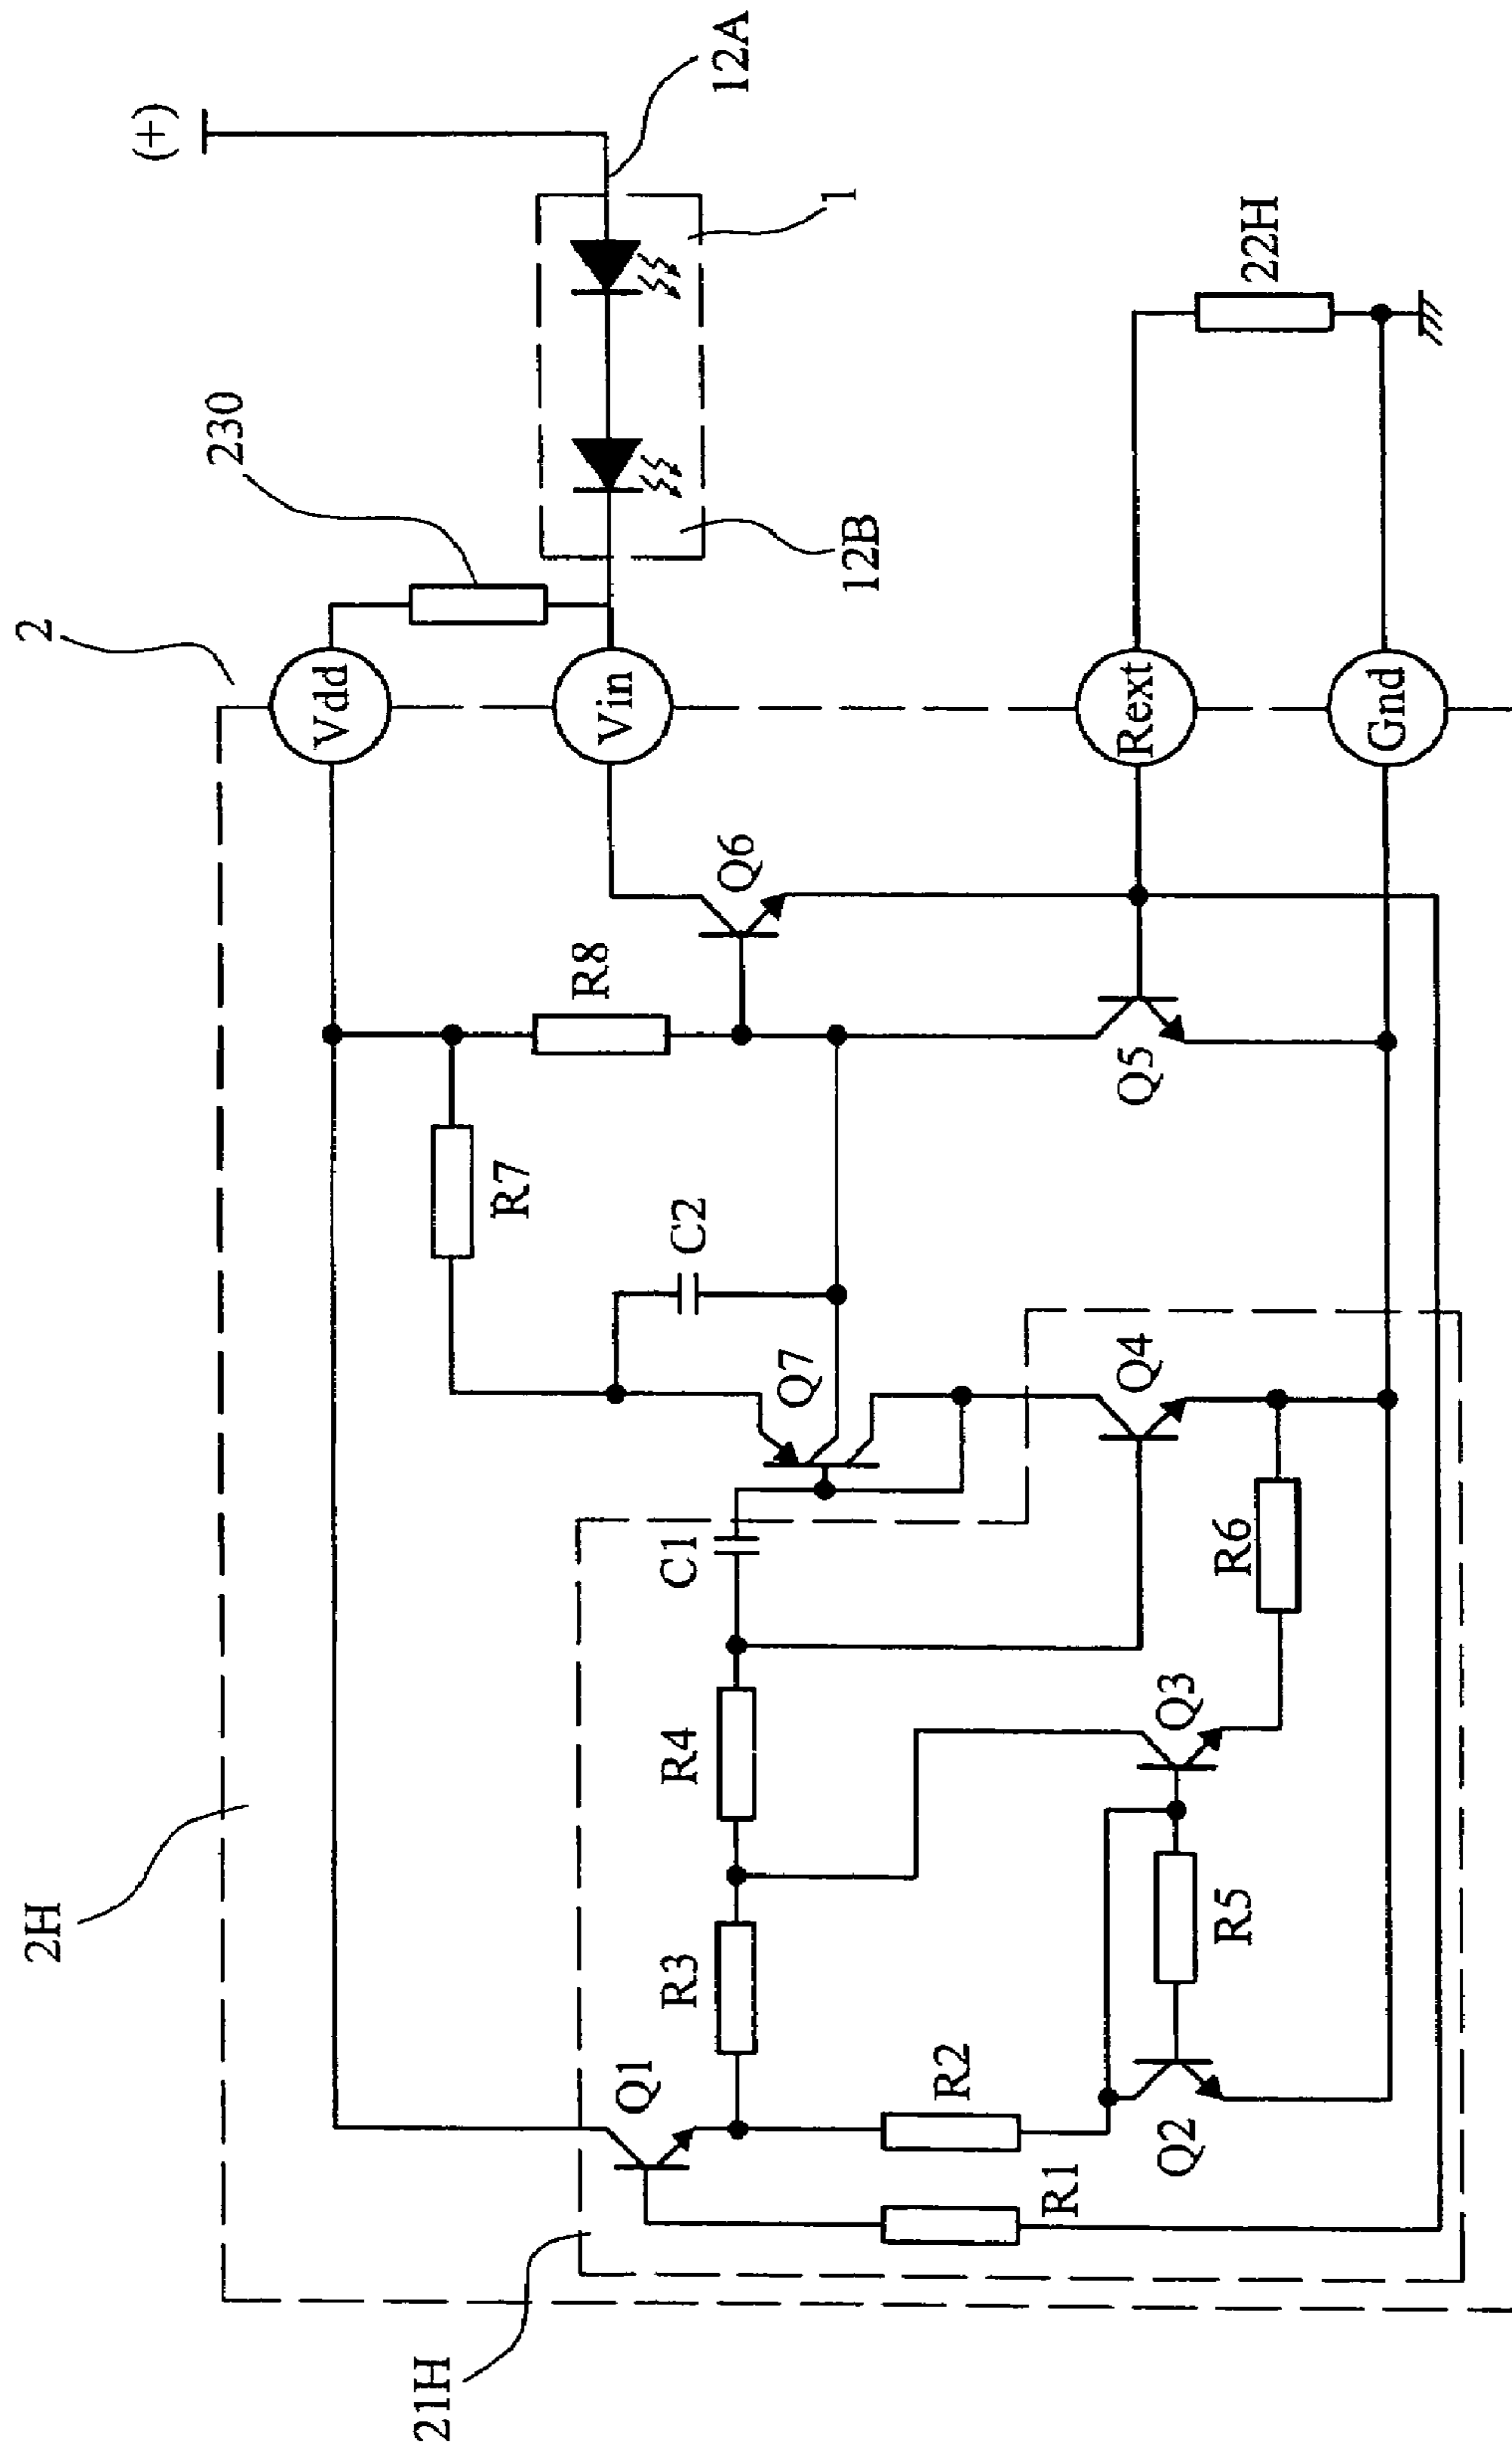 (+)
12A
1
12B
230
2
Vdd
Vin
Rext
Gnd
22H
Q6
R8
Q5
R7
C2
Q7
Q4
C1
R6
Q3
R4
R5
R3
Q1
R2
Q2
R1
2H
21H